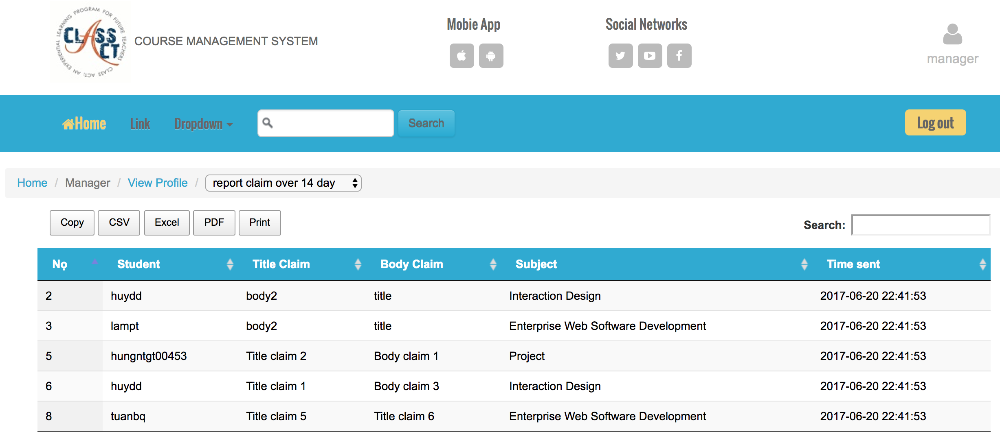 AN EXPERIENTIAL LEARNING PROGRAM FOR FUTURE TEACHERS
CLASS ACT:
CLASS
ACT
COURSE MANAGEMENT SYSTEM
Mobie App
Social Networks
manager
Home
Link
Dropdown
Search
Log out
Home / Manager / View Profile / report claim over 14 day
Copy CSV Excel PDF Print
Search:
Nọ Student Title Claim Body Claim Subject Time sent
2 huydd body2 title Interaction Design 2017-06-20 22:41:53
3 lampt body2 title Enterprise Web Software Development 2017-06-20 22:41:53
5 hungntgt00453 Title claim 2 Body claim 1 Project 2017-06-20 22:41:53
6 huydd Title claim 1 Body claim 3 Interaction Design 2017-06-20 22:41:53
8 tuanbq Title claim 5 Title claim 6 Enterprise Web Software Development 2017-06-20 22:41:53